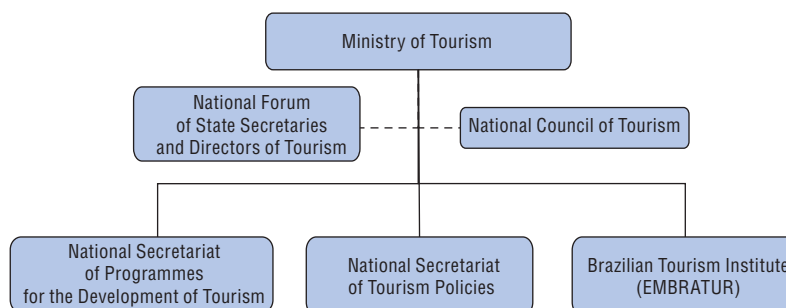 Ministry of Tourism
National Forum
of State Secretaries
and Directors of Tourism
National Council of Tourism
National Secretariat
of Programmes
for the Development of Tourism
National Secretariat
of Tourism Policies
Brazilian Tourism Institute
(EMBRATUR)